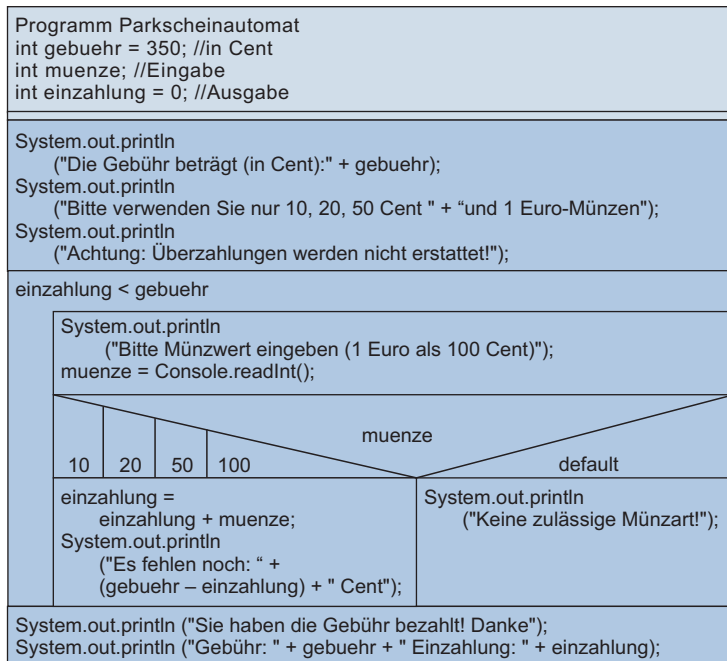 Programm Parkscheinautomat
int gebuehr = 350; //in Cent
int muenze; //Eingabe
int einzahlung = 0; //Ausgabe
System.out.println
("Die Gebühr beträgt (in Cent):" + gebuehr);
System.out.println
("Bitte verwenden Sie nur 10, 20, 50 Cent " + “und 1 Euro-Münzen");
System.out.println
("Achtung: Überzahlungen werden nicht erstattet!");
einzahlung < gebuehr
System.out.println
("Bitte Münzwert eingeben (1 Euro als 100 Cent)");
muenze = Console.readInt();
muenze
10 20 50 100 default
einzahlung =
einzahlung + muenze;
System.out.println
("Es fehlen noch: “ +
(gebuehr – einzahlung) + " Cent");
System.out.println
("Keine zulässige Münzart!");
System.out.println ("Sie haben die Gebühr bezahlt! Danke");
System.out.println ("Gebühr: " + gebuehr + " Einzahlung: " + einzahlung);